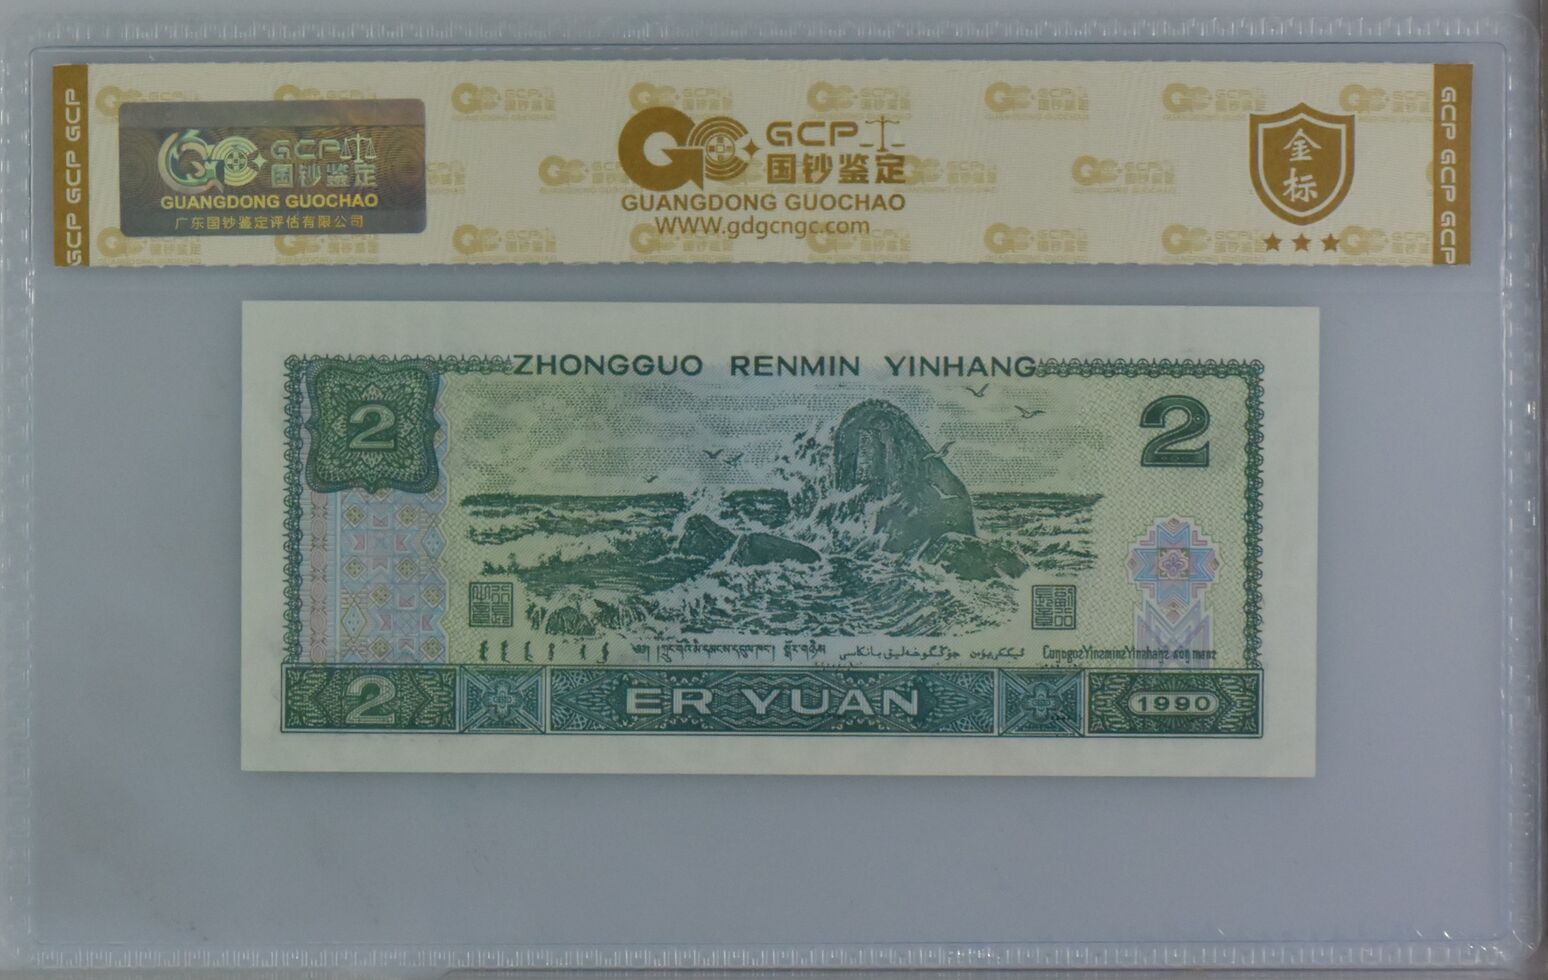 GCP GCP GCP
GCP
国钞鉴定
GUANGDONG GUOCHAO
广东国钞鉴定评估有限公司
GCP
国钞鉴定
GUANGDONG GUOCHAO
WWW.gdgcngc.com
金标
GCP GCP GCP
ZHONGGUO RENMIN YINHANG
2
2
2
ER YUAN
1990